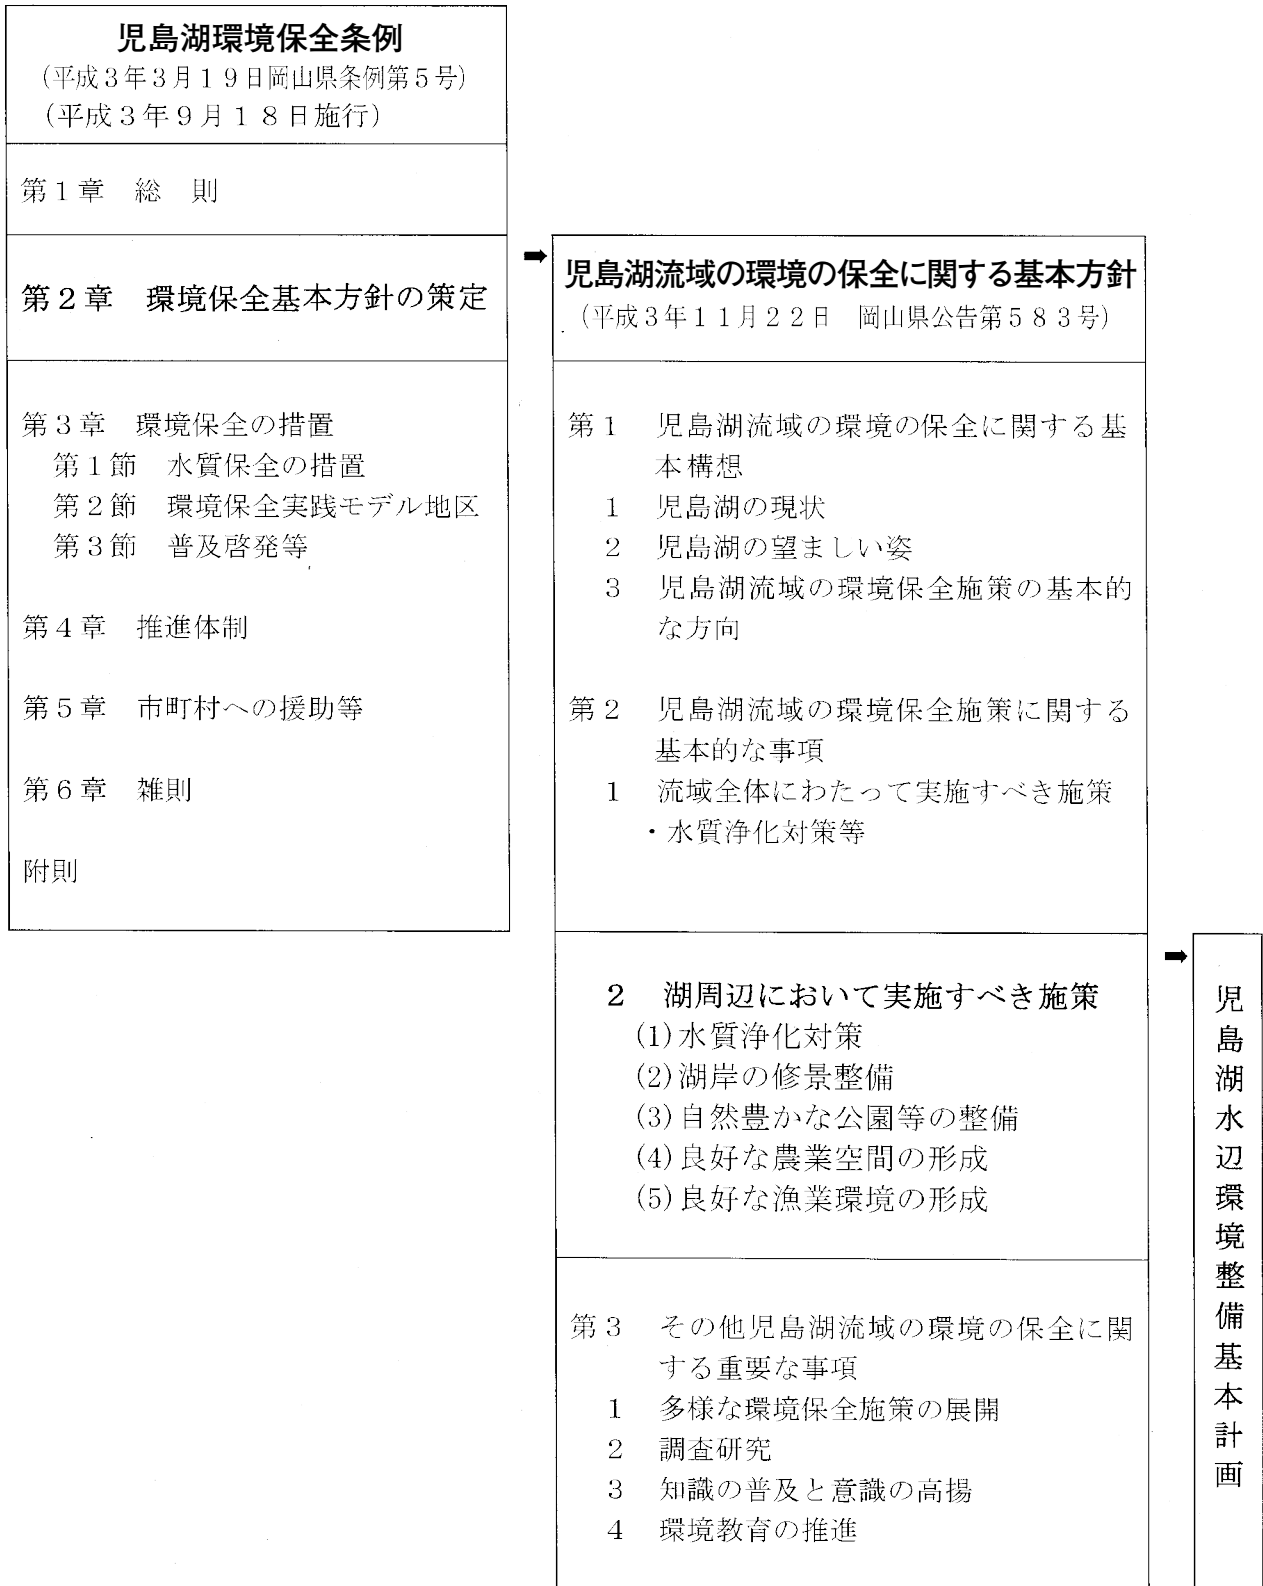 児島湖環境保全条例
（平成３年３月１９日岡山県条例第５号）
（平成３年９月１８日施行）
第１章　総　則
第２章　環境保全基本方針の策定
第３章　環境保全の措置
第１節　水質保全の措置
第２節　環境保全実践モデル地区
第３節　普及啓発等
第４章　推進体制
第５章　市町村への援助等
第６章　雑則
附則
➡
児島湖流域の環境の保全に関する基本方針
（平成３年１１月２２日　岡山県公告第５８３号）
第１　児島湖流域の環境の保全に関する基
本構想
１　児島湖の現状
２　児島湖の望ましい姿
３　児島湖流域の環境保全施策の基本的
な方向
第２　児島湖流域の環境保全施策に関する
基本的な事項
１　流域全体にわたって実施すべき施策
・水質浄化対策等
２　湖周辺において実施すべき施策
(1)水質浄化対策
(2)湖岸の修景整備
(3)自然豊かな公園等の整備
(4)良好な農業空間の形成
(5)良好な漁業環境の形成
第３　その他児島湖流域の環境の保全に関
する重要な事項
１　多様な環境保全施策の展開
２　調査研究
３　知識の普及と意識の高揚
４　環境教育の推進
➡
児島湖水辺環境整備基本計画